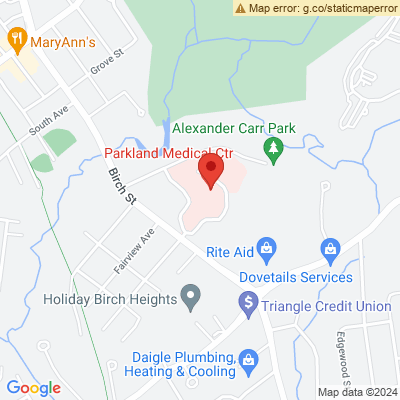 Map error: g.co/staticmaperror
MaryAnn's
Grove St
South Ave
Alexander Carr Park
Parkland Medical Ctr
Birch St
Fairview Ave
Rite Aid
Dovetails Services
Holiday Birch Heights
Triangle Credit Union
Edgewood S
Daigle Plumbing,
Heating & Cooling
Google
Map data ©2024